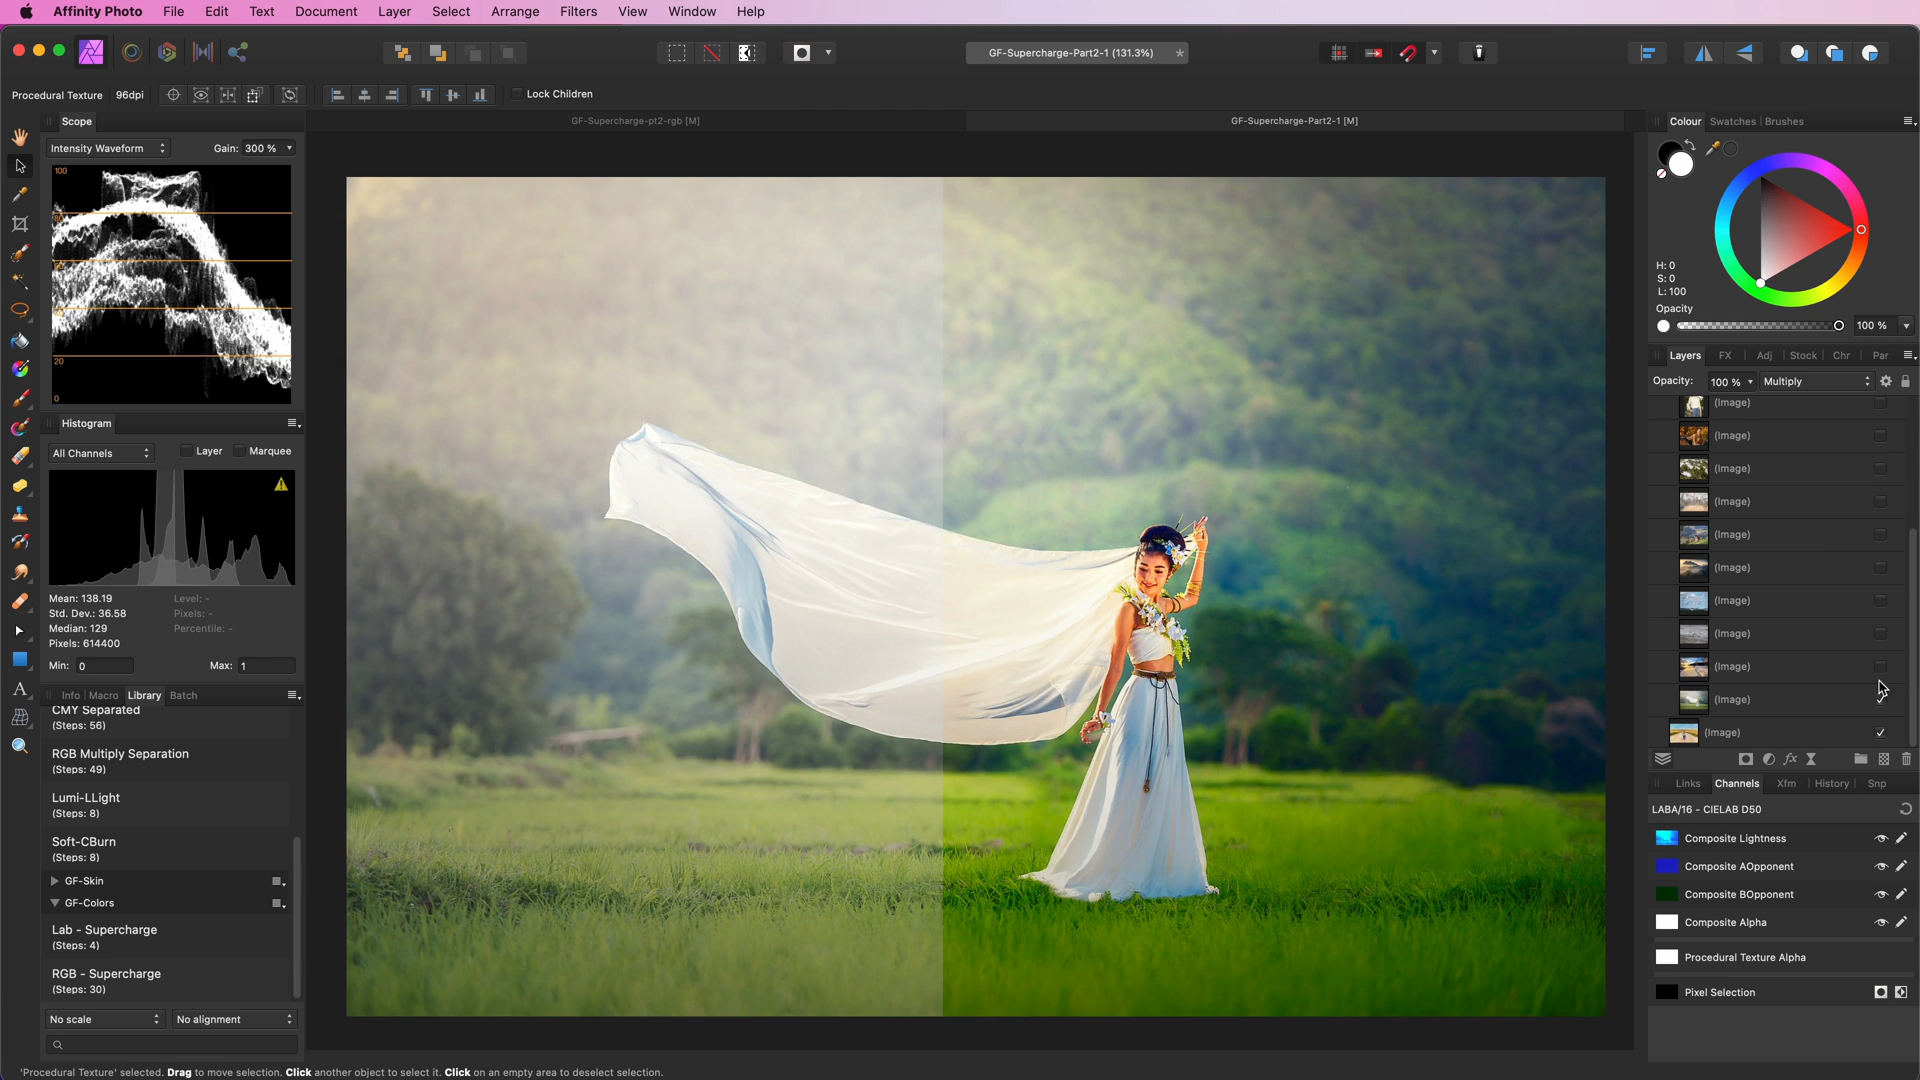 Affinity Photo File Edit Text Document Layer Select Arrange Filters View Window Help
GF-Supercharge-Part2-1 (131.3%) *
Procedural Texture 96dpi Lock Children
Scope
Intensity Waveform Gain: 300 %
100
20
0
Histogram
All Channels Layer Marquee
Mean: 138.19 Level: -
Std. Dev.: 36.58 Pixels: -
Median: 129 Percentile: -
Pixels: 614400
Min: 0 Max: 1
Info Macro Library Batch
CMY Separated
(Steps: 56)
RGB Multiply Separation
(Steps: 49)
Lumi-LLight
(Steps: 8)
Soft-CBurn
(Steps: 8)
GF-Skin
GF-Colors
Lab - Supercharge
(Steps: 4)
RGB - Supercharge
(Steps: 30)
No scale No alignment
GF-Supercharge-pt2-rgb [M] GF-Supercharge-Part2-1 [M]
Colour Swatches Brushes
H: 0
S: 0
L: 100
Opacity
100 %
Layers FX Adj Stock Chr Par
Opacity: 100 % Multiply
(Image)
(Image)
(Image)
(Image)
(Image)
(Image)
(Image)
(Image)
(Image)
(Image)
(Image)
Links Channels Xfm History Snp
LABA/16 - CIELAB D50
Composite Lightness
Composite AOpponent
Composite BOpponent
Composite Alpha
Procedural Texture Alpha
Pixel Selection
'Procedural Texture' selected. Drag to move selection. Click another object to select it. Click on an empty area to deselect selection.